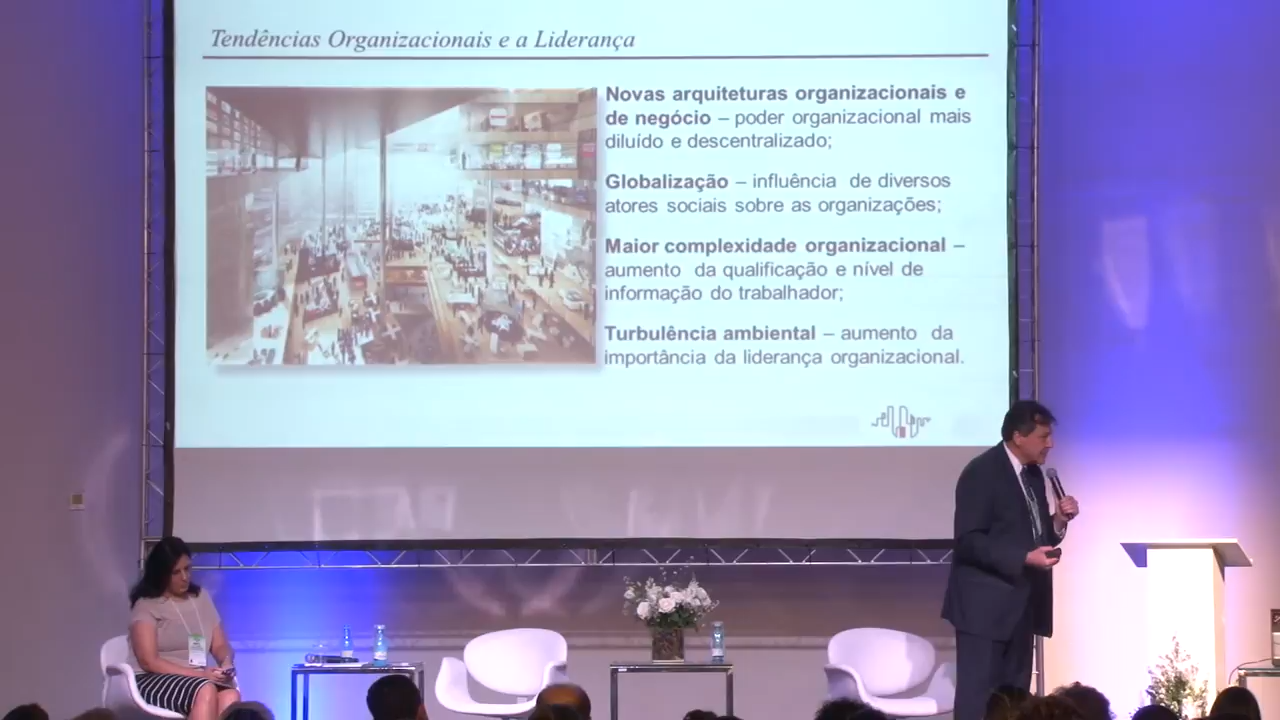 Tendências Organizacionais e a Liderança
Novas arquiteturas organizacionais e
de negócio – poder organizacional mais
diluído e descentralizado;
Globalização – influência de diversos
atores sociais sobre as organizações;
Maior complexidade organizacional –
aumento da qualificação e nível de
informação do trabalhador;
Turbulência ambiental – aumento da
importância da liderança organizacional.